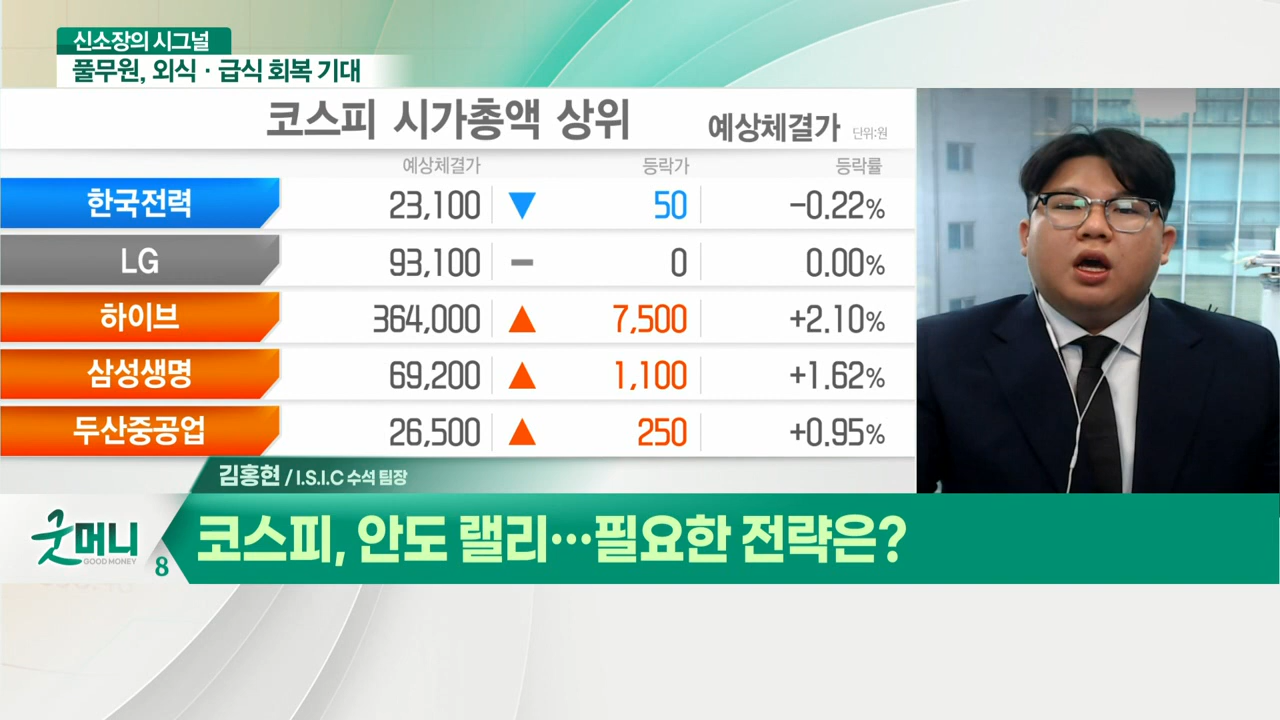 신소장의 시그널
풀무원, 외식·급식 회복 기대
코스피 시가총액 상위 예상체결가 단위:원
예상체결가 등락가 등락률
한국전력 23,100 ▼ 50 -0.22%
LG 93,100 - 0 0.00%
하이브 364,000 ▲ 7,500 +2.10%
삼성생명 69,200 ▲ 1,100 +1.62%
두산중공업 26,500 ▲ 250 +0.95%
김홍현 / I.S.I.C 수석 팀장
굿머니
GOOD MONEY
8
코스피, 안도 랠리…필요한 전략은?